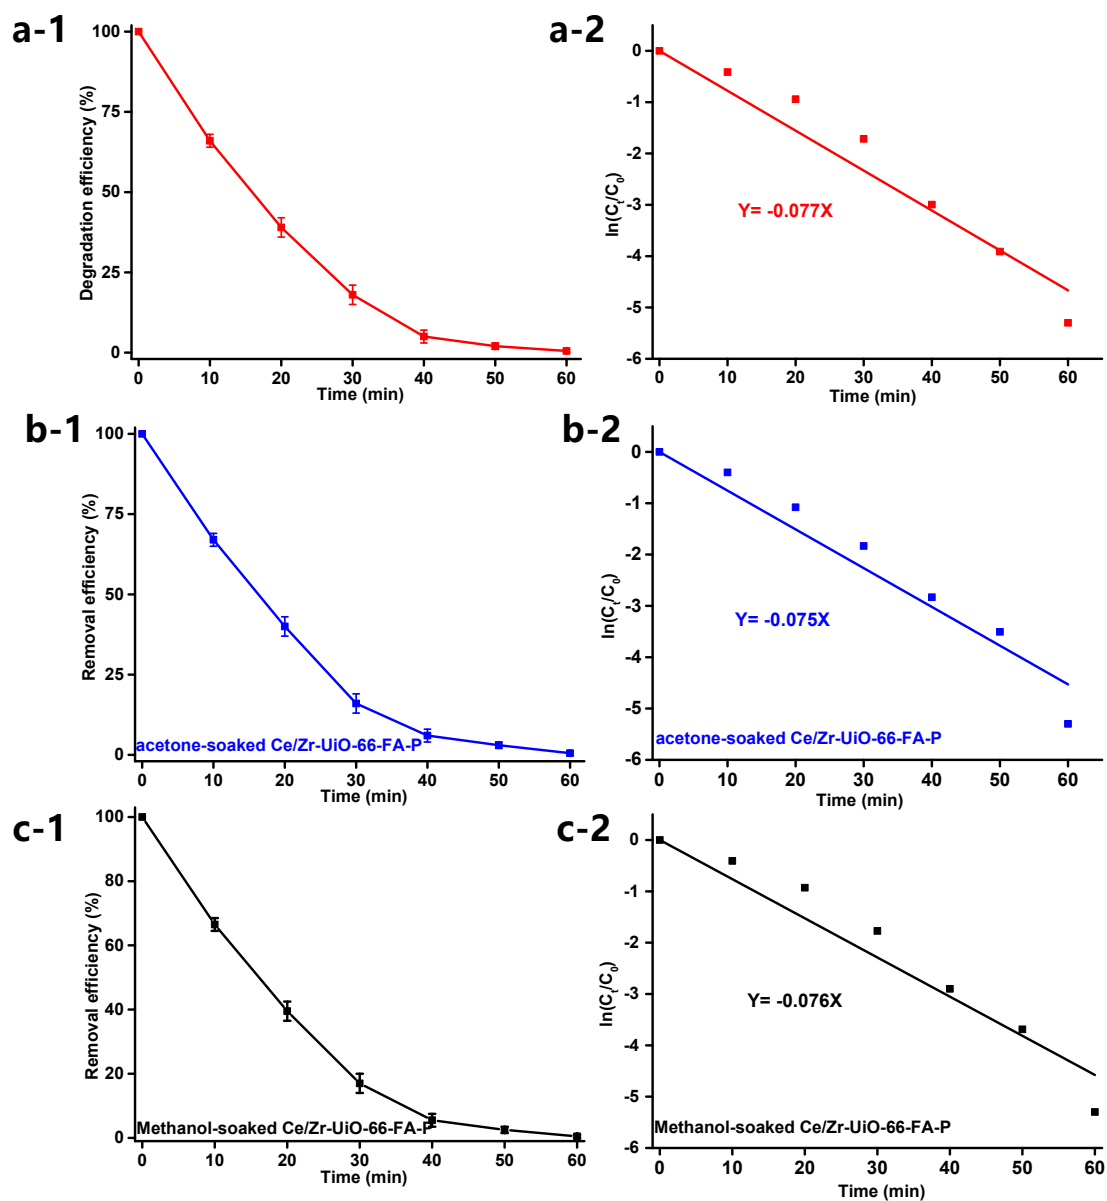 a-1
100
75
50
25
0
Degradation efficiency (%)
0 10 20 30 40 50 60
Time (min)
a-2
0
-1
-2
-3
-4
-5
-6
ln(Ct/C0)
Y= -0.077X
0 10 20 30 40 50 60
Time (min)
b-1
100
75
50
25
0
Removal efficiency (%)
acetone-soaked Ce/Zr-UiO-66-FA-P
0 10 20 30 40 50 60
Time (min)
b-2
0
-1
-2
-3
-4
-5
-6
ln(Ct/C0)
Y= -0.075X
acetone-soaked Ce/Zr-UiO-66-FA-P
0 10 20 30 40 50 60
Time (min)
c-1
100
80
60
40
20
0
Removal efficiency (%)
Methanol-soaked Ce/Zr-UiO-66-FA-P
0 10 20 30 40 50 60
Time (min)
c-2
0
-1
-2
-3
-4
-5
-6
ln(Ct/C0)
Y= -0.076X
Methanol-soaked Ce/Zr-UiO-66-FA-P
0 10 20 30 40 50 60
Time (min)